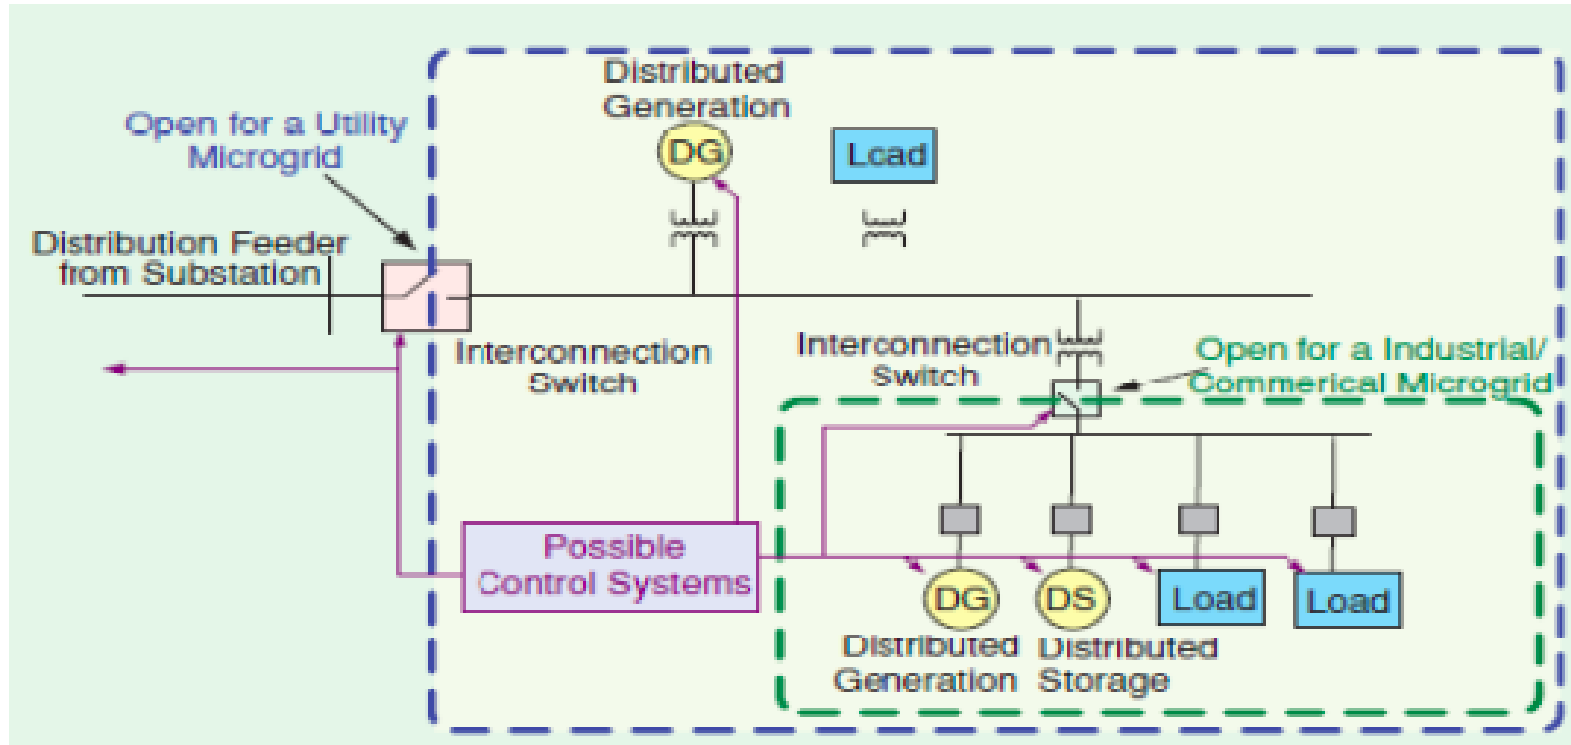 Distributed
Generation
DG
Load
Open for a Utility
Microgrid
Distribution Feeder
from Substation
Interconnection
Switch
Interconnection
Switch
Open for a Industrial/
Commerical Microgrid
Possible
Control Systems
DG
DS
Load
Load
Distributed
Generation
Distributed
Storage